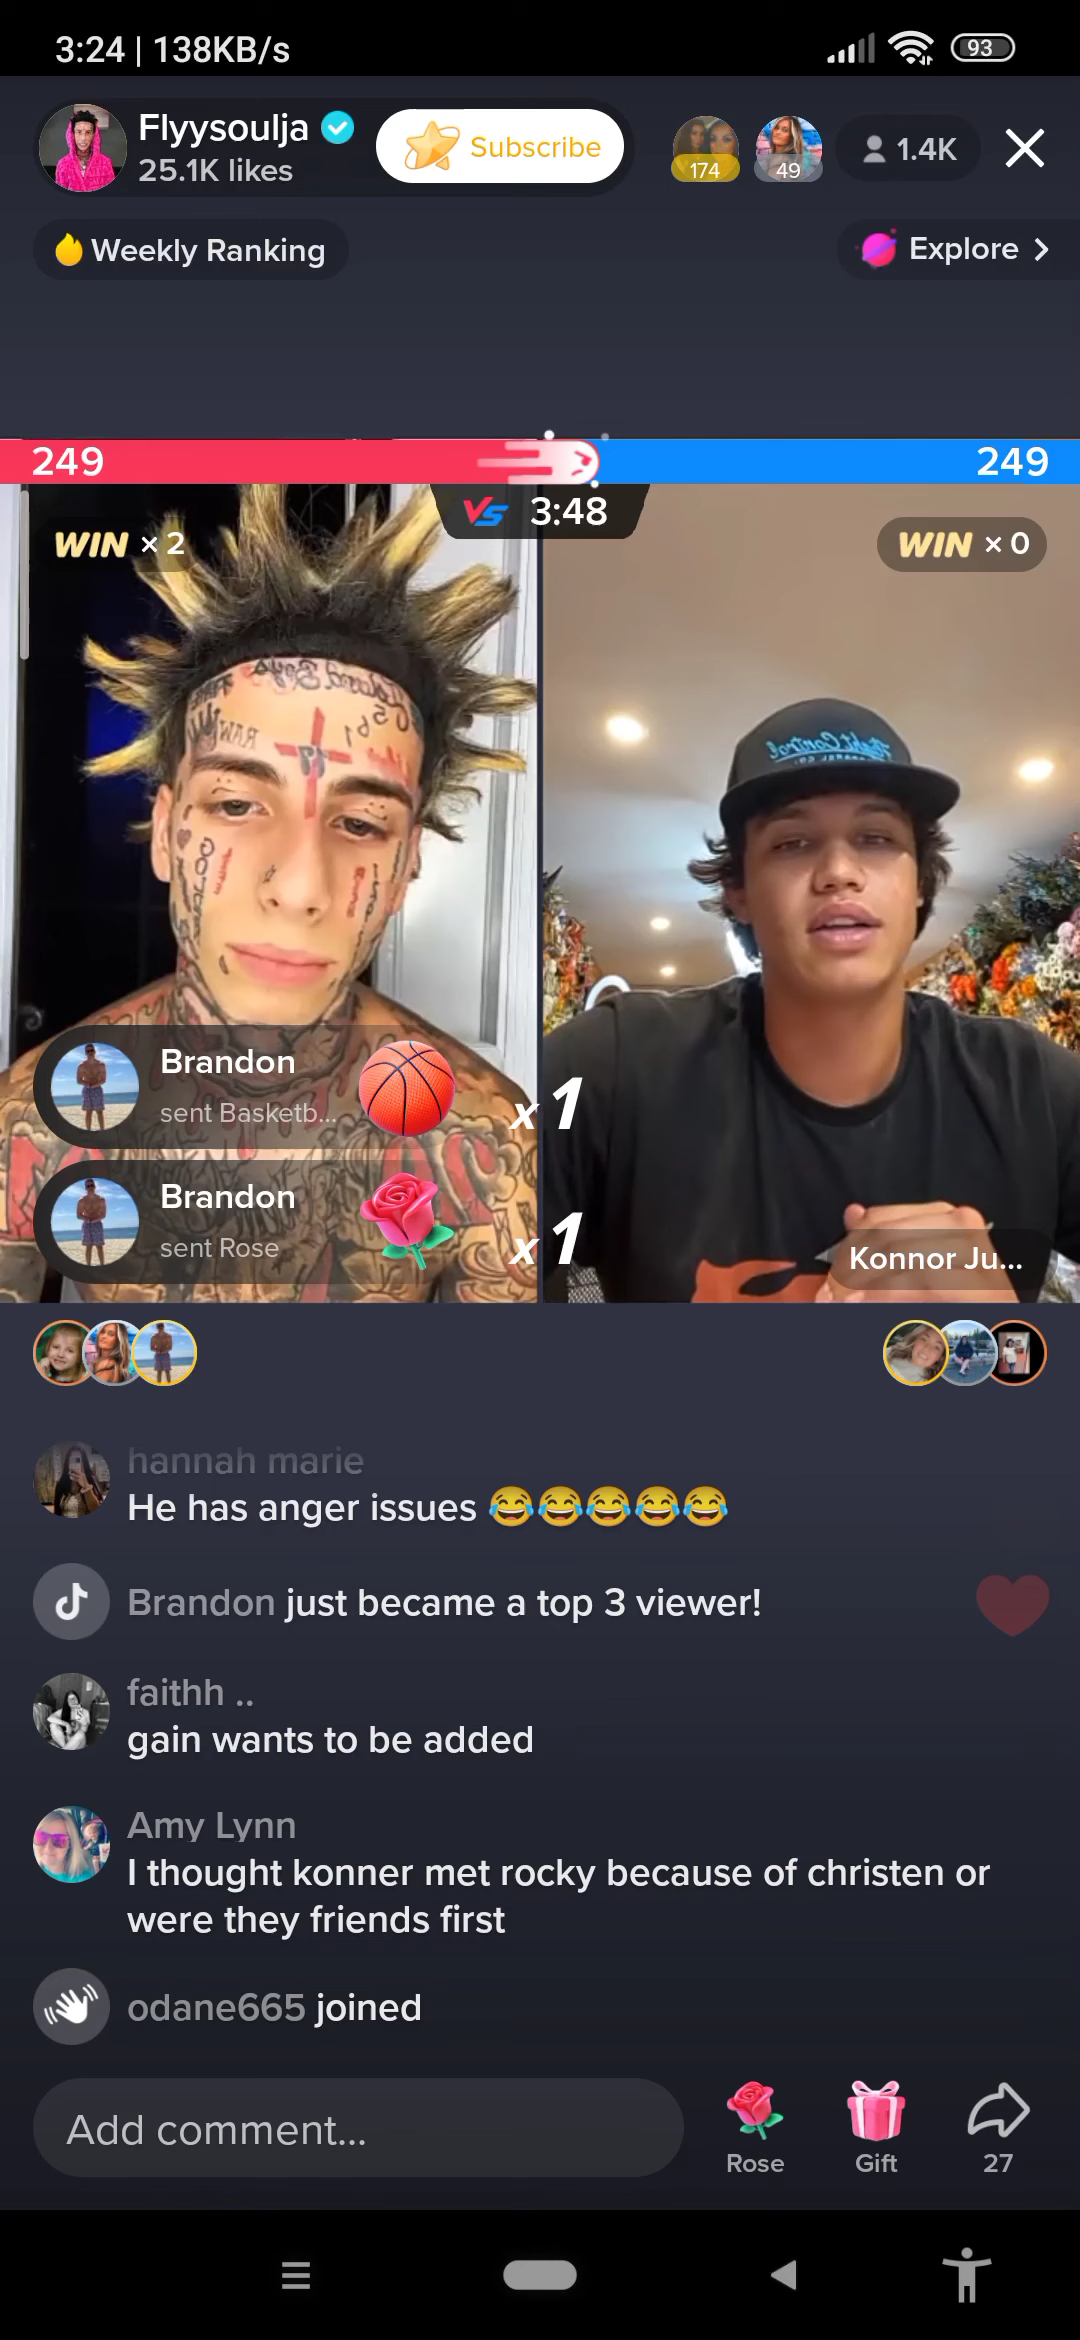 3:24 | 138KB/s
93
Flyysoulja
25.1K likes
Subscribe
174
49
1.4K
Weekly Ranking
Explore
249
249
VS 3:48
WIN × 2
WIN × 0
Brandon
sent Basketb...
x1
Brandon
sent Rose
x1
Konnor Ju...
hannah marie
He has anger issues 😂😂😂😂😂
Brandon just became a top 3 viewer!
faithh ..
gain wants to be added
Amy Lynn
I thought konner met rocky because of christen or
were they friends first
odane665 joined
Add comment...
Rose
Gift
27